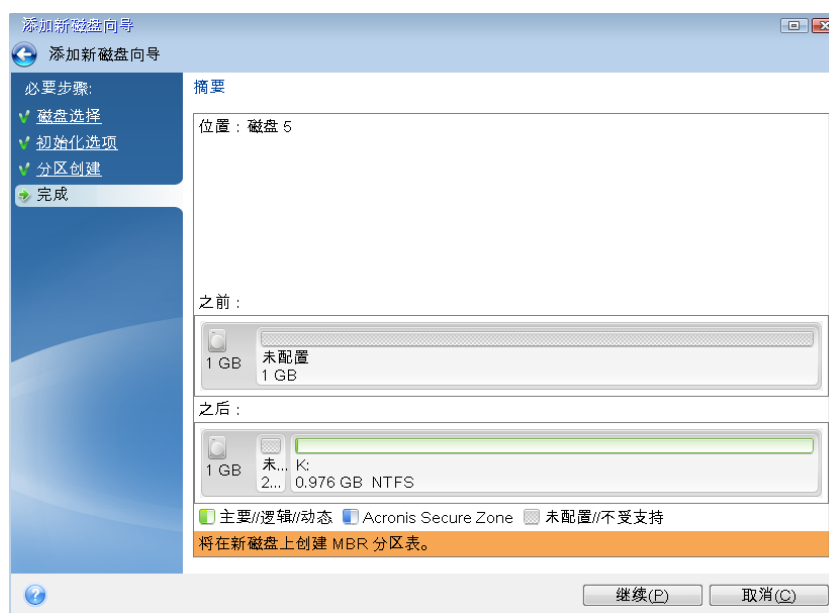 添加新磁盘向导
添加新磁盘向导
必要步骤:
磁盘选择
初始化选项
分区创建
完成
摘要
位置：磁盘 5
之前：
1 GB
未配置
1 GB
之后：
1 GB
未...
2...
K:
0.976 GB NTFS
主要//逻辑//动态 Acronis Secure Zone 未配置//不受支持
将在新磁盘上创建 MBR 分区表。
继续(P)
取消(C)